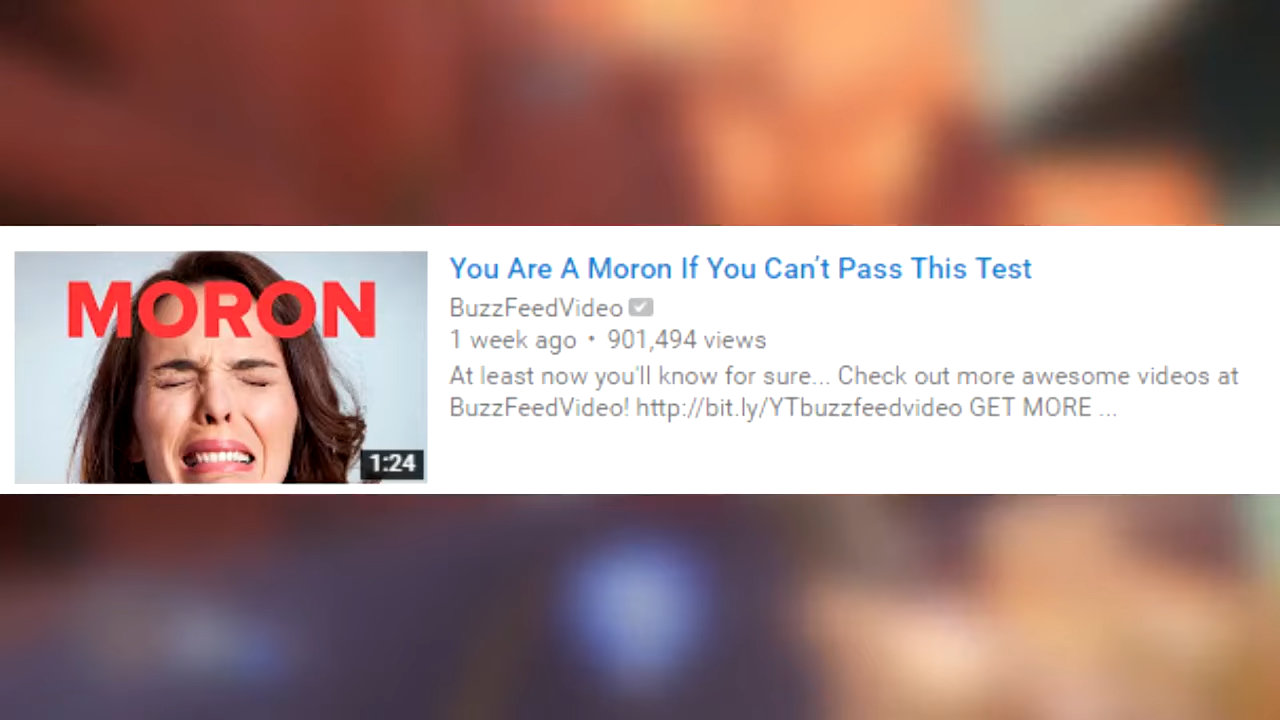 MORON
1:24
You Are A Moron If You Can't Pass This Test
BuzzFeedVideo
1 week ago • 901,494 views
At least now you'll know for sure... Check out more awesome videos at
BuzzFeedVideo! http://bit.ly/YTbuzzfeedvideo GET MORE ...